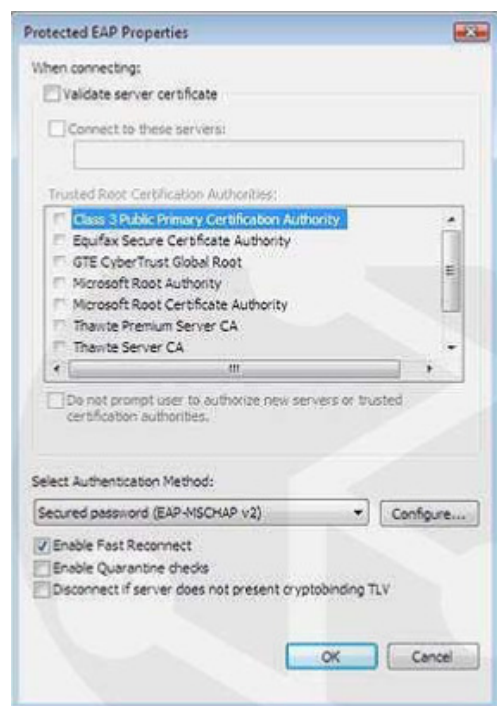 Protected EAP Properties
When connecting:
Validate server certificate
Connect to these servers:
Trusted Root Certification Authorities:
Class 3 Public Primary Certification Authority
Equifax Secure Certificate Authority
GTE CyberTrust Global Root
Microsoft Root Authority
Microsoft Root Certificate Authority
Thawte Premium Server CA
Thawte Server CA
Do not prompt user to authorize new servers or trusted
certification authorities.
Select Authentication Method:
Secured password (EAP-MSCHAP v2) Configure...
Enable Fast Reconnect
Enable Quarantine checks
Disconnect if server does not present cryptobinding TLV
OK Cancel